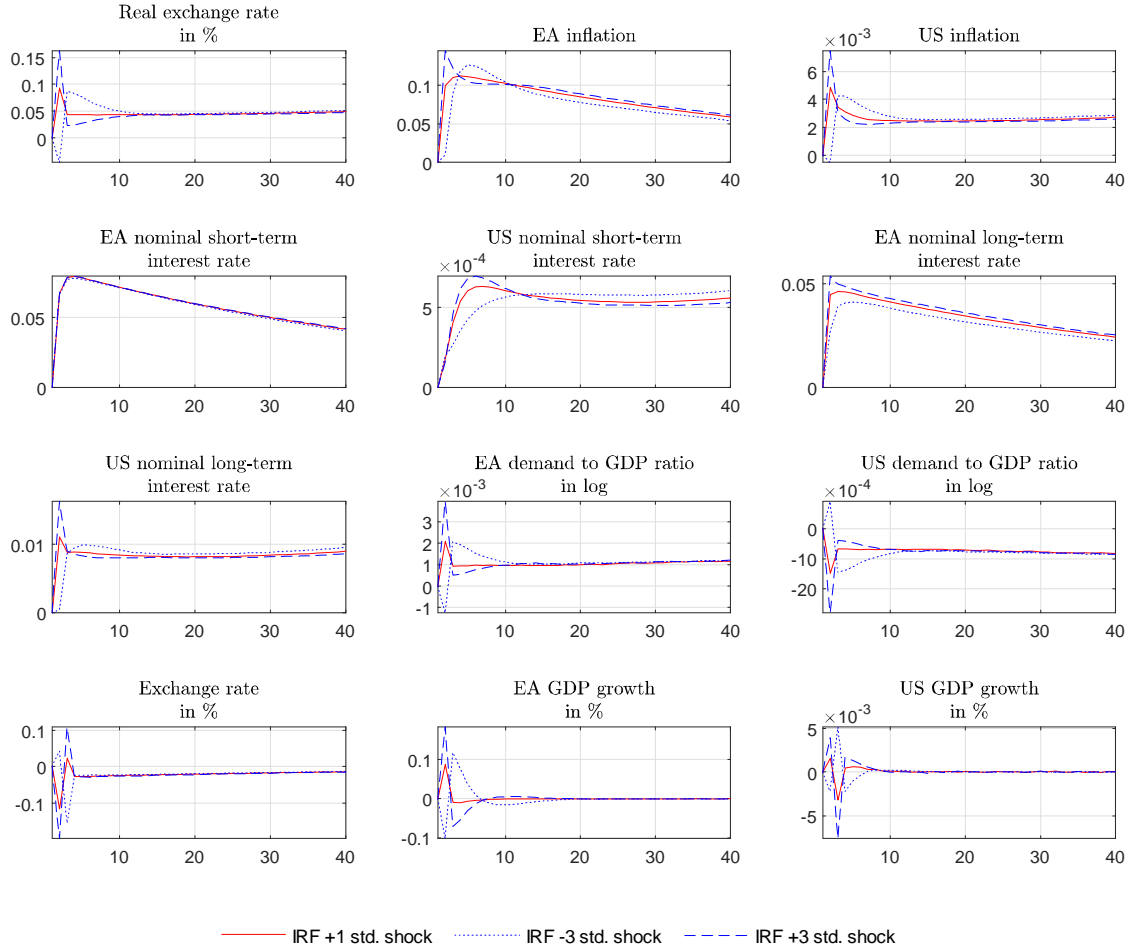 Real exchange rate
in %
0.15
0.1
0.05
0
10 20 30 40
EA inflation
0.1
0.05
0
10 20 30 40
US inflation
×10⁻³
6
4
2
0
10 20 30 40
EA nominal short-term
interest rate
0.05
0
10 20 30 40
US nominal short-term
interest rate
×10⁻⁴
5
0
10 20 30 40
EA nominal long-term
interest rate
0.05
0
10 20 30 40
US nominal long-term
interest rate
0.01
0
10 20 30 40
EA demand to GDP ratio
in log
×10⁻³
3
2
1
0
-1
10 20 30 40
US demand to GDP ratio
in log
×10⁻⁴
0
-10
-20
10 20 30 40
Exchange rate
in %
0.1
0
-0.1
10 20 30 40
EA GDP growth
in %
0.1
0
-0.1
10 20 30 40
US GDP growth
in %
×10⁻³
5
0
-5
10 20 30 40
IRF +1 std. shock IRF -3 std. shock IRF +3 std. shock